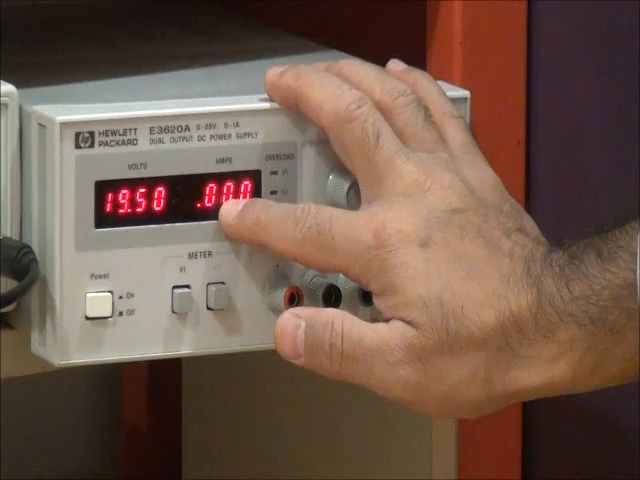 hp HEWLETT PACKARD
E3620A 0-25V, 0-1A
DUAL OUTPUT DC POWER SUPPLY
VOLTS AMPS OVERLOAD
V1
V2
19.50 .000
METER
V1
Power
On
Off